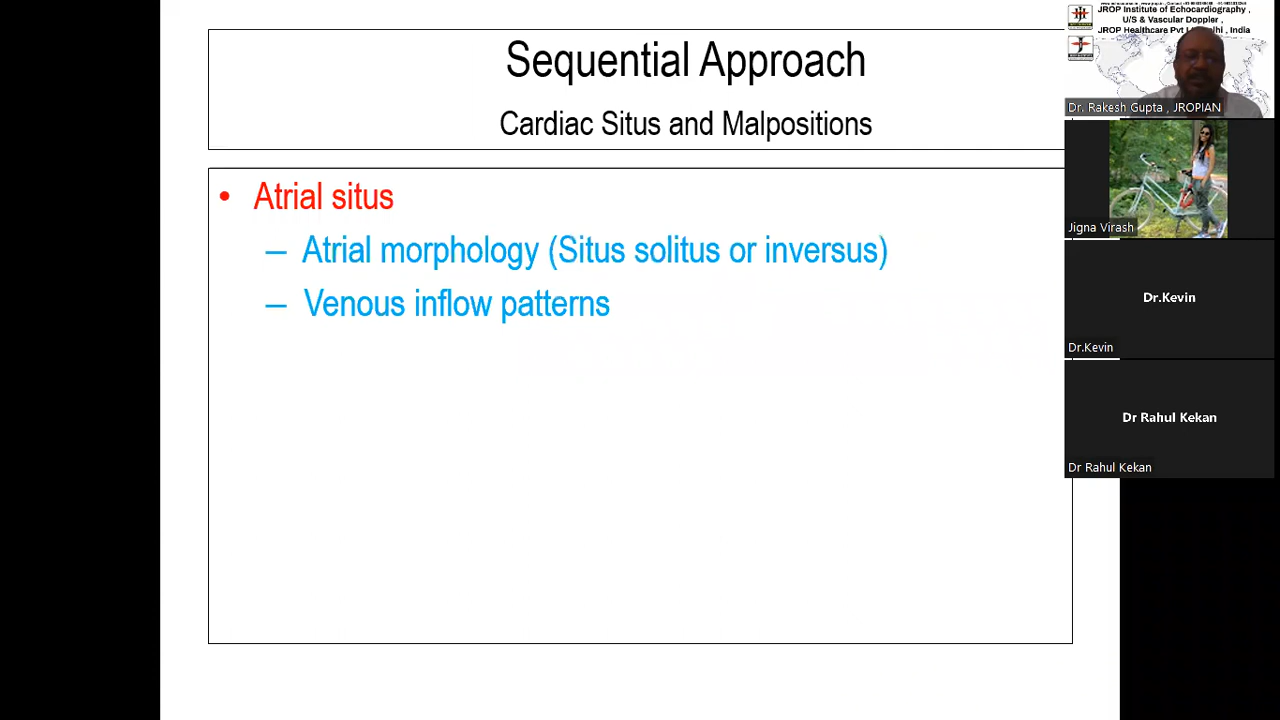 Sequential Approach
Cardiac Situs and Malpositions
• Atrial situs
– Atrial morphology (Situs solitus or inversus)
– Venous inflow patterns
JROP Institute of Echocardiography ,
U/S & Vascular Doppler ,
JROP Healthcare Pvt
India
Dr. Rakesh Gupta , JROPIAN
Jigna Virash
Dr.Kevin
Dr.Kevin
Dr Rahul Kekan
Dr Rahul Kekan